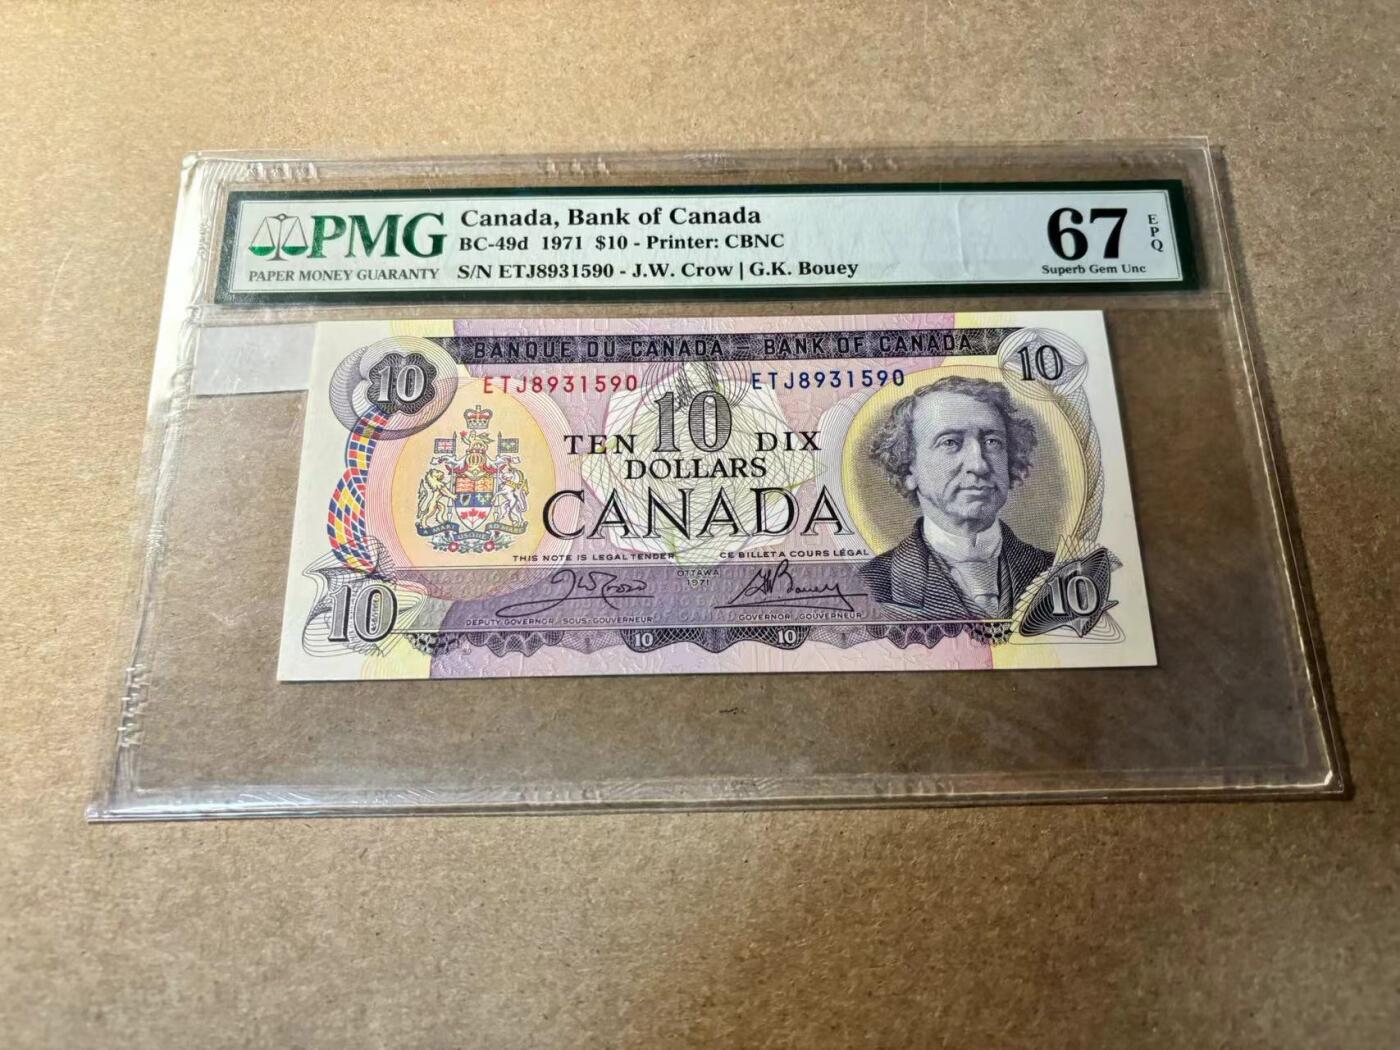 PMG
PAPER MONEY GUARANTY
Canada, Bank of Canada
BC-49d 1971 $10 - Printer: CBNC
S/N ETJ8931590 - J.W. Crow | G.K. Bouey
67
EPQ
Superb Gem Unc
BANQUE DU CANADA – BANK OF CANADA
10
10
ETJ8931590
ETJ8931590
TEN 10 DIX
DOLLARS
CANADA
THIS NOTE IS LEGAL TENDER
CE BILLET A COURS LÉGAL
OTTAWA
1971
DEPUTY GOVERNOR SOUS-GOUVERNEUR
GOVERNOR GOUVERNEUR
10
10
10
10